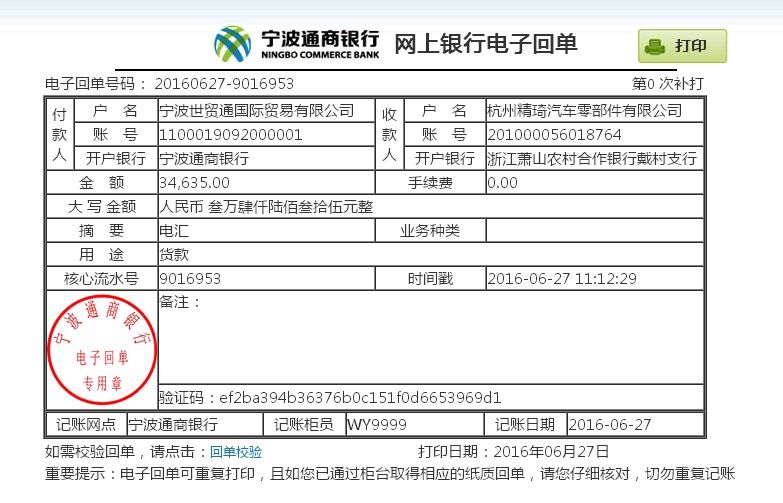 宁波通商银行 网上银行电子回单 打印
NINGBO COMMERCE BANK
电子回单号码： 20160627-9016953 第0 次补打
付款人 户 名 宁波世贸通国际贸易有限公司 收款人 户 名 杭州精琦汽车零部件有限公司
账 号 1100019092000001 账 号 201000056018764
开户银行 宁波通商银行 开户银行 浙江萧山农村合作银行戴村支行
金 额 34,635.00 手续费 0.00
大 写 金额 人民币 叁万肆仟陆佰叁拾伍元整
摘 要 电汇 业务种类
用 途 货款
核心流水号 9016953 时间戳 2016-06-27 11:12:29
备注：
宁波通商银行
电子回单
专用章
验证码：ef2ba394b36376b0c151f0d6653969d1
记账网点 宁波通商银行 记账柜员 WY9999 记账日期 2016-06-27
如需校验回单，请点击：回单校验 打印日期：2016年06月27日
重要提示：电子回单可重复打印，且如您已通过柜台取得相应的纸质回单，请您仔细核对，切勿重复记账